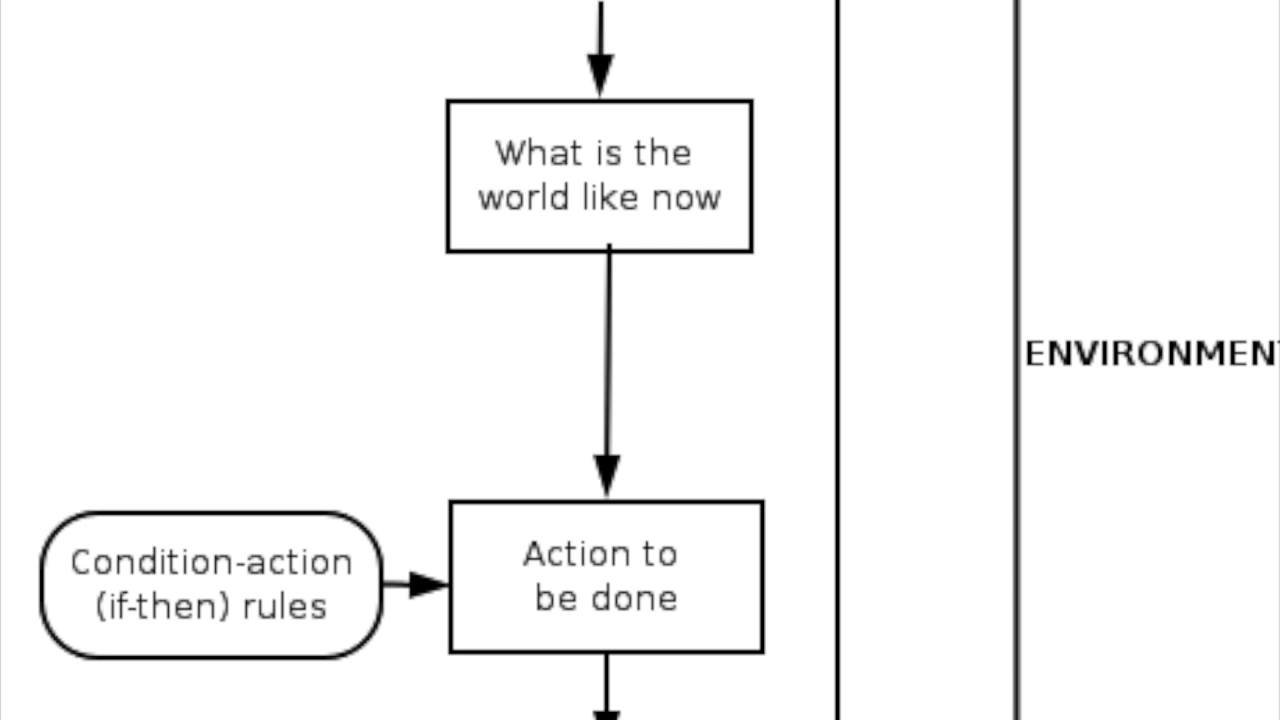 What is the
world like now
ENVIRONMENT
Condition-action
(if-then) rules
Action to
be done